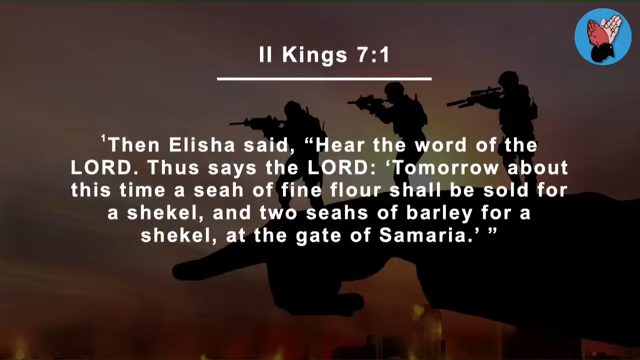 II Kings 7:1
¹Then Elisha said, “Hear the word of the
LORD. Thus says the LORD: ‘Tomorrow about
this time a seah of fine flour shall be sold for
a shekel, and two seahs of barley for a
shekel, at the gate of Samaria.’ ”